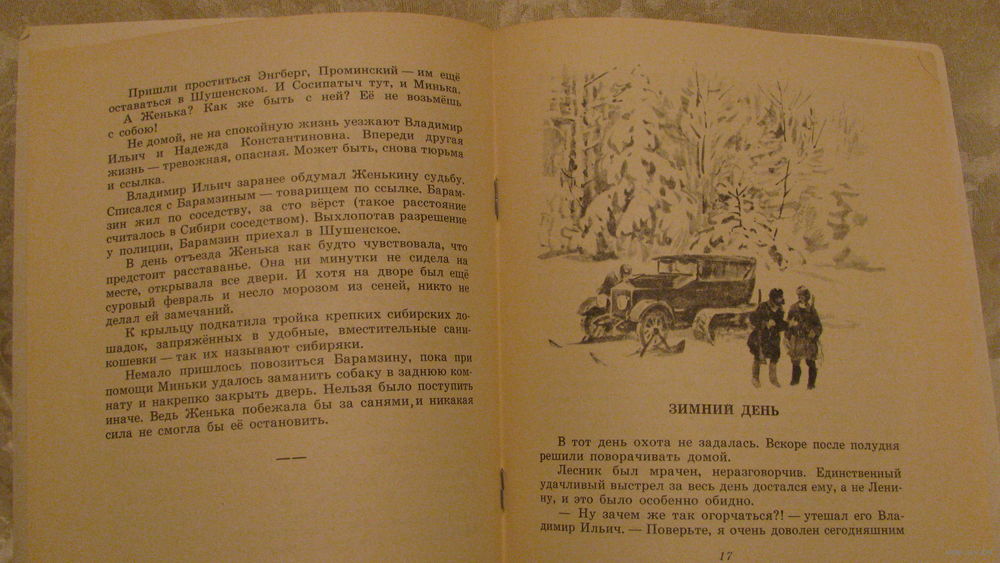 Пришли проститься Энгберг, Проминский — им ещё
оставаться в Шушенском. И Сосипатыч тут, и Минька.
А Женька? Как же быть с ней? Её не возьмёшь
с собою!
Не домой, не на спокойную жизнь уезжают Владимир
Ильич и Надежда Константиновна. Впереди другая
жизнь — тревожная, опасная. Может быть, снова тюрьма
и ссылка.
Владимир Ильич заранее обдумал Женькину судьбу.
Списался с Барамзиным — товарищем по ссылке. Барам-
зин жил по соседству, за сто вёрст (такое расстояние
считалось в Сибири соседством). Выхлопотав разрешение
у полиции, Барамзин приехал в Шушенское.
В день отъезда Женька как будто чувствовала, что
предстоит расставанье. Она ни минутки не сидела на
месте, открывала все двери. И хотя на дворе был ещё
суровый февраль и несло морозом из сеней, никто не
делал ей замечаний.
К крыльцу подкатила тройка крепких сибирских ло-
шадок, запряжённых в удобные, вместительные сани-
кошевки — так их называют сибиряки.
Немало пришлось повозиться Барамзину, пока при
помощи Миньки удалось заманить собаку в заднюю ком-
нату и накрепко закрыть дверь. Нельзя было поступить
иначе. Ведь Женька побежала бы за санями, и никакая
сила не смогла бы её остановить.
ЗИМНИЙ ДЕНЬ
В тот день охота не задалась. Вскоре после полудня
решили поворачивать домой.
Лесник был мрачен, неразговорчив. Единственный
удачливый выстрел за весь день достался ему, а не Лени-
ну, и это было особенно обидно.
— Ну зачем же так огорчаться?! — утешал его Вла-
димир Ильич. — Поверьте, я очень доволен сегодняшним
17